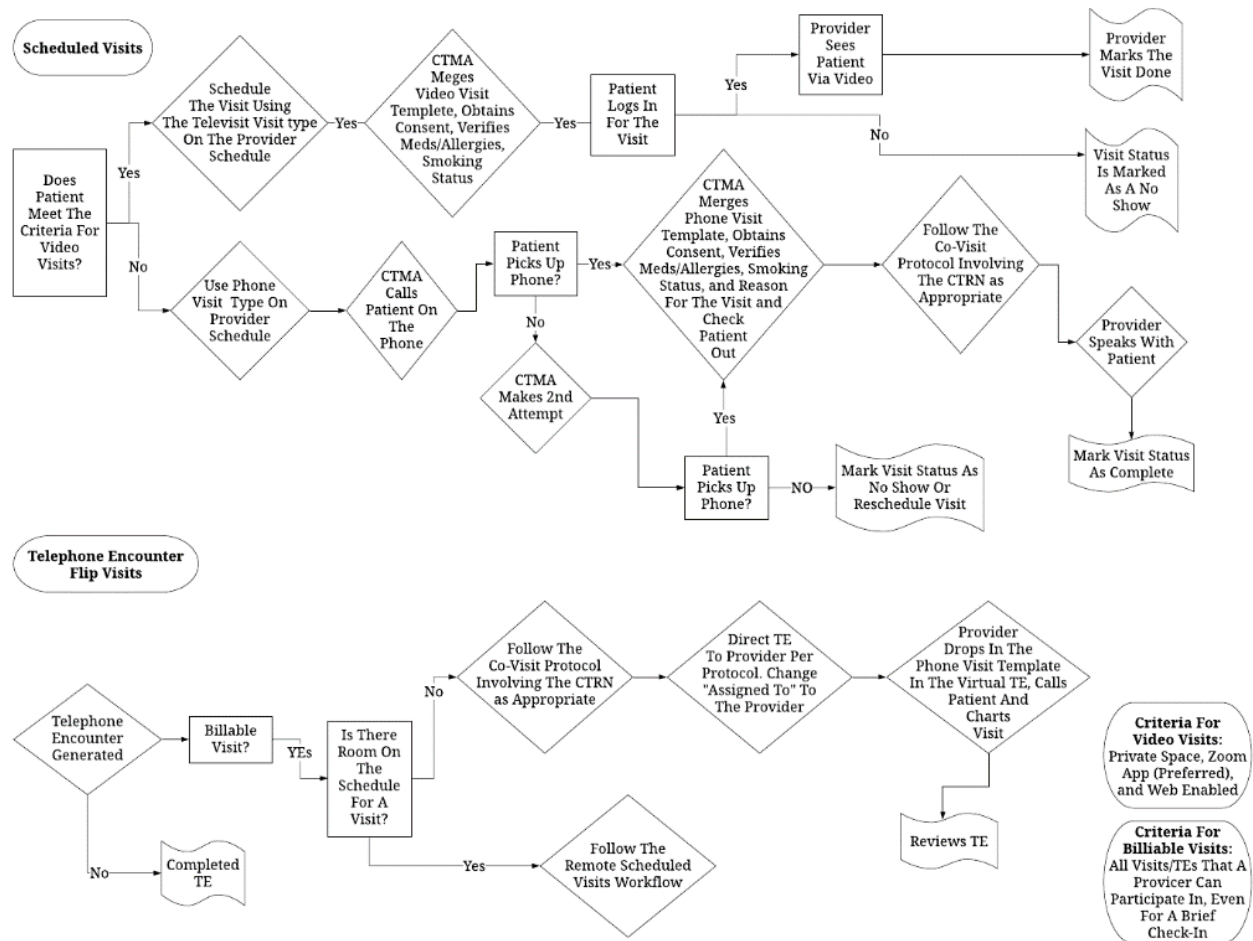 Scheduled Visits
Schedule
The Visit Using
The Televisit Visit type
On The Provider
Schedule
Yes
CTMA
Meges
Video Visit
Templete, Obtains
Consent, Verifies
Meds/Allergies,
Smoking
Status
Yes
Patient
Logs In
For The
Visit
Yes
Provider
Sees
Patient
Via Video
Provider
Marks The
Visit Done
No
Visit Status
Is Marked
As A No
Show
Does
Patient
Meet The
Criteria For
Video
Visits?
Yes
No
Use Phone
Visit Type On
Provider
Schedule
CTMA
Calls
Patient On
The
Phone
Patient
Picks Up
Phone?
Yes
No
CTMA
Merges
Phone Visit
Template, Obtains
Consent, Verifies
Meds/Allergies, Smoking
Status, and Reason
For The Visit and
Check
Patient
Out
Follow The
Co-Visit
Protocol Involving
The CTRN as
Appropriate
Provider
Speaks With
Patient
Mark Visit Status
As Complete
CTMA
Makes 2nd
Attempt
Yes
Patient
Picks Up
Phone?
NO
Mark Visit Status As
No Show Or
Reschedule Visit
Telephone Encounter
Flip Visits
Telephone
Encounter
Generated
No
Completed
TE
Billable
Visit?
YEs
Is There
Room On
The
Schedule
For A
Visit?
No
Yes
Follow The
Co-Visit Protocol
Involving The CTRN
as Appropriate
Direct TE
To Provider Per
Protocol. Change
"Assigned To" To
The Provider
Provider
Drops In The
Phone Visit Template
In The Virtual TE, Calls
Patient And
Charts
Visit
Reviews TE
Follow The
Remote Scheduled
Visits Workflow
Criteria For
Video Visits:
Private Space, Zoom
App (Preferred),
and Web Enabled
Criteria For
Billiable Visits:
All Visits/TEs That A
Provicer Can
Participate In, Even
For A Brief
Check-In